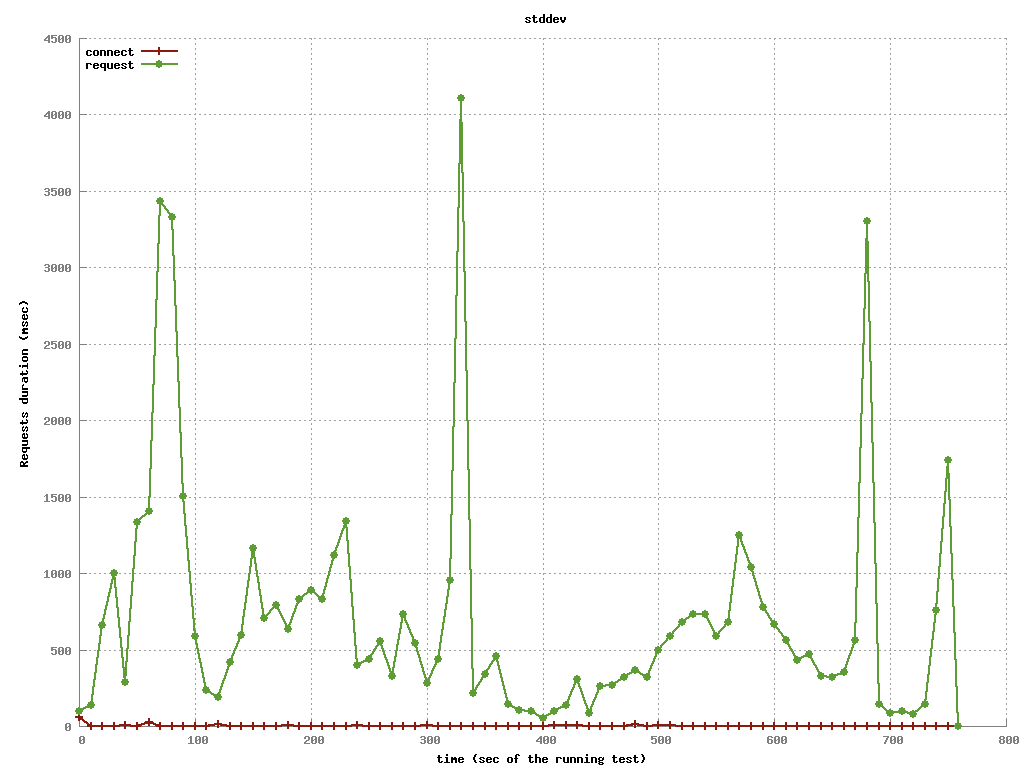 stddev
4500
connect
request
4000
3500
3000
2500
2000
1500
1000
500
0
0 100 200 300 400 500 600 700 800
Requests duration (msec)
time (sec of the running test)